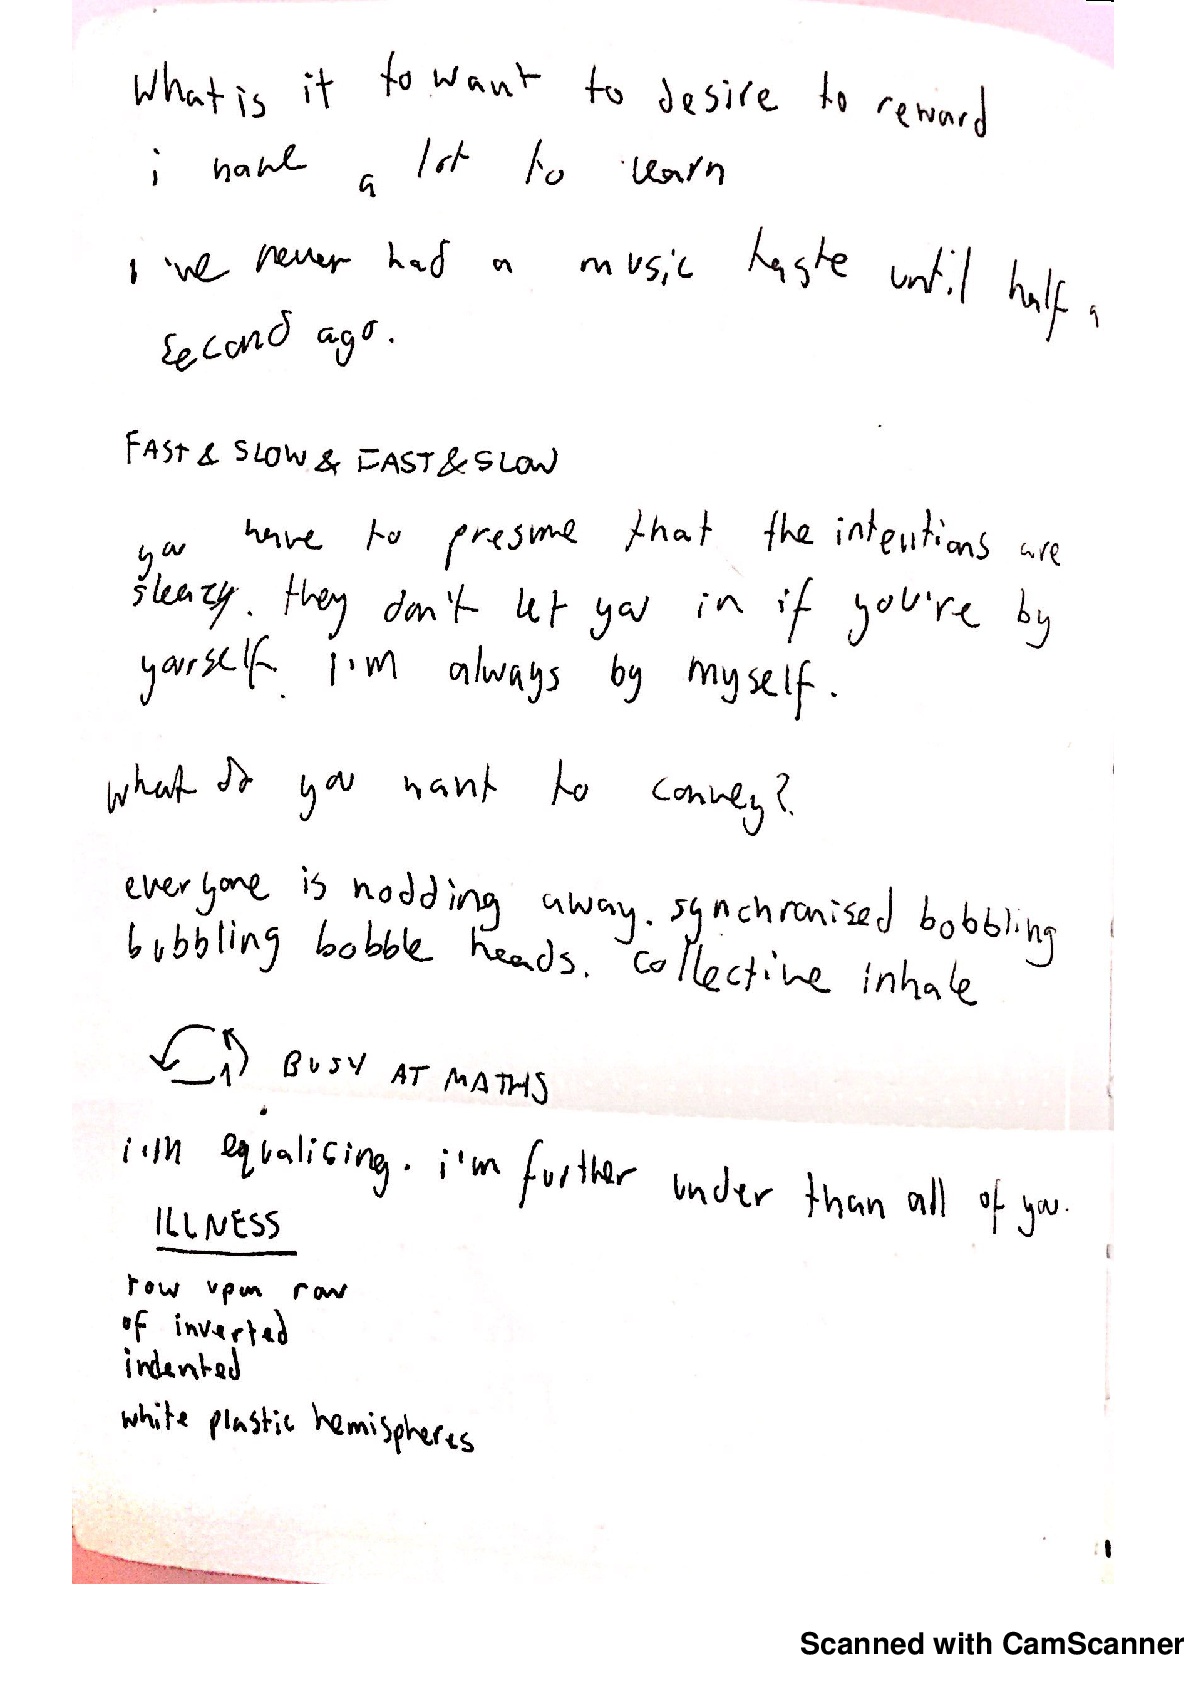 What is it to want to desire to reward
i have a lot to learn
i've never had a music taste until half a
second ago.
FAST & SLOW & FAST & SLOW
you have to presume that the intentions are
sleazy. they don't let you in if you're by
yourself. i'm always by myself.
what do you want to convey?
everyone is nodding away. synchronised bobbling
bubbling bobble heads. collective inhale
BUSY AT MATHS
i'm equalising. i'm further under than all of you.
ILLNESS
row upon row
of inverted
indented
white plastic hemispheres
Scanned with CamScanner